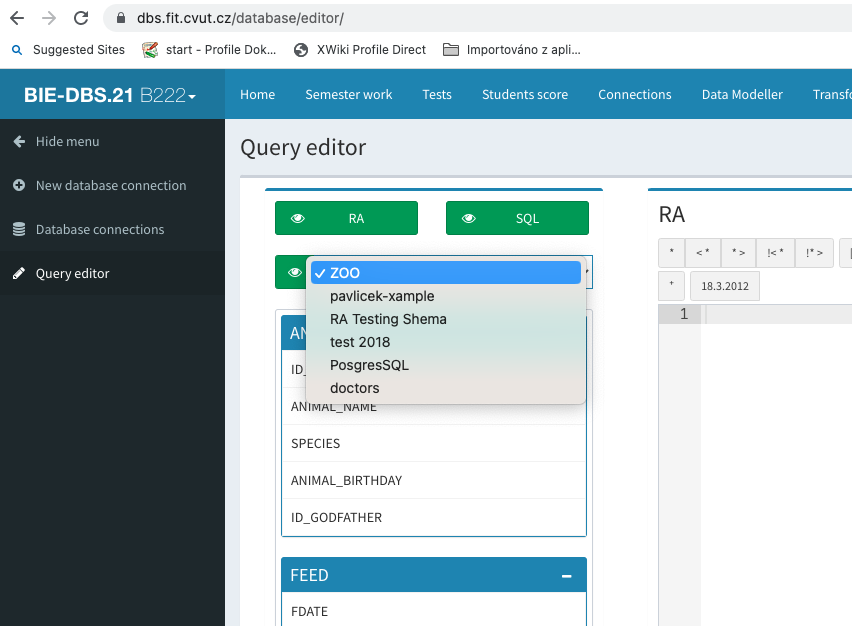 dbs.fit.cvut.cz/database/editor/
Suggested Sites start - Profile Dok... XWiki Profile Direct Importováno z apli...
BIE-DBS.21 B222 Home Semester work Tests Students score Connections Data Modeller Transfo
Hide menu
New database connection
Database connections
Query editor
Query editor
RA SQL
ZOO
pavlicek-xample
RA Testing Shema
test 2018
PosgresSQL
doctors
AN
ID_
ANIMAL_NAME
SPECIES
ANIMAL_BIRTHDAY
ID_GODFATHER
FEED
FDATE
RA
* <* *> !<* !*>
+ 18.3.2012
1